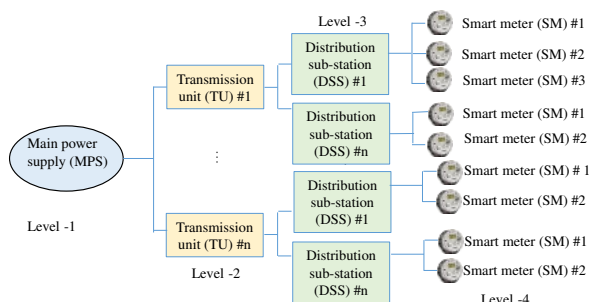 Level -3
Smart meter (SM) #1
Distribution
sub-station
(DSS) #1
Smart meter (SM) #2
Smart meter (SM) #3
Transmission
unit (TU) #1
Distribution
sub-station
(DSS) #n
Smart meter (SM) #1
Smart meter (SM) #2
Main power
supply (MPS)
⋮
Distribution
sub-station
(DSS) #1
Smart meter (SM) # 1
Smart meter (SM) #2
Level -1
Transmission
unit (TU) #n
Level -2
Distribution
sub-station
(DSS) #n
Smart meter (SM) #1
Smart meter (SM) #2
Level -4